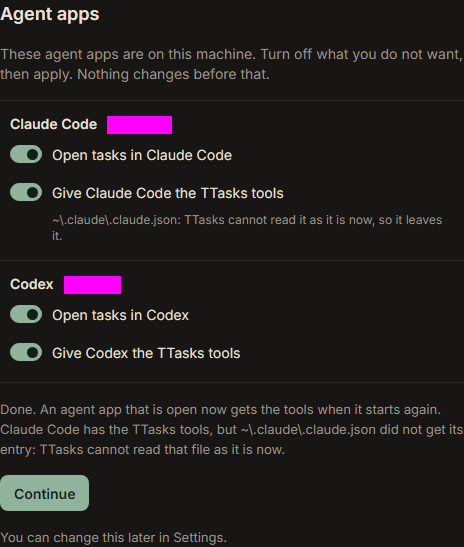 Agent apps
These agent apps are on this machine. Turn off what you do not want,
then apply. Nothing changes before that.
Claude Code
Open tasks in Claude Code
Give Claude Code the TTasks tools
~\.claude\.claude.json: TTasks cannot read it as it is now, so it leaves
it.
Codex
Open tasks in Codex
Give Codex the TTasks tools
Done. An agent app that is open now gets the tools when it starts again.
Claude Code has the TTasks tools, but ~\.claude\.claude.json did not get its
entry: TTasks cannot read that file as it is now.
Continue
You can change this later in Settings.